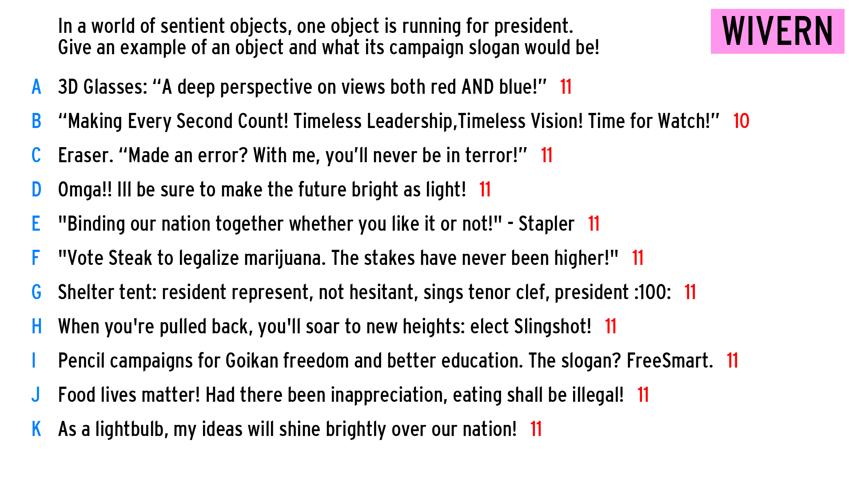 In a world of sentient objects, one object is running for president.
Give an example of an object and what its campaign slogan would be!
WIVERN
A 3D Glasses: “A deep perspective on views both red AND blue!” 11
B “Making Every Second Count! Timeless Leadership,Timeless Vision! Time for Watch!” 10
C Eraser. “Made an error? With me, you’ll never be in terror!” 11
D Omga!! Ill be sure to make the future bright as light! 11
E "Binding our nation together whether you like it or not!" - Stapler 11
F "Vote Steak to legalize marijuana. The stakes have never been higher!" 11
G Shelter tent: resident represent, not hesitant, sings tenor clef, president :100: 11
H When you're pulled back, you'll soar to new heights: elect Slingshot! 11
I Pencil campaigns for Goikan freedom and better education. The slogan? FreeSmart. 11
J Food lives matter! Had there been inappreciation, eating shall be illegal! 11
K As a lightbulb, my ideas will shine brightly over our nation! 11